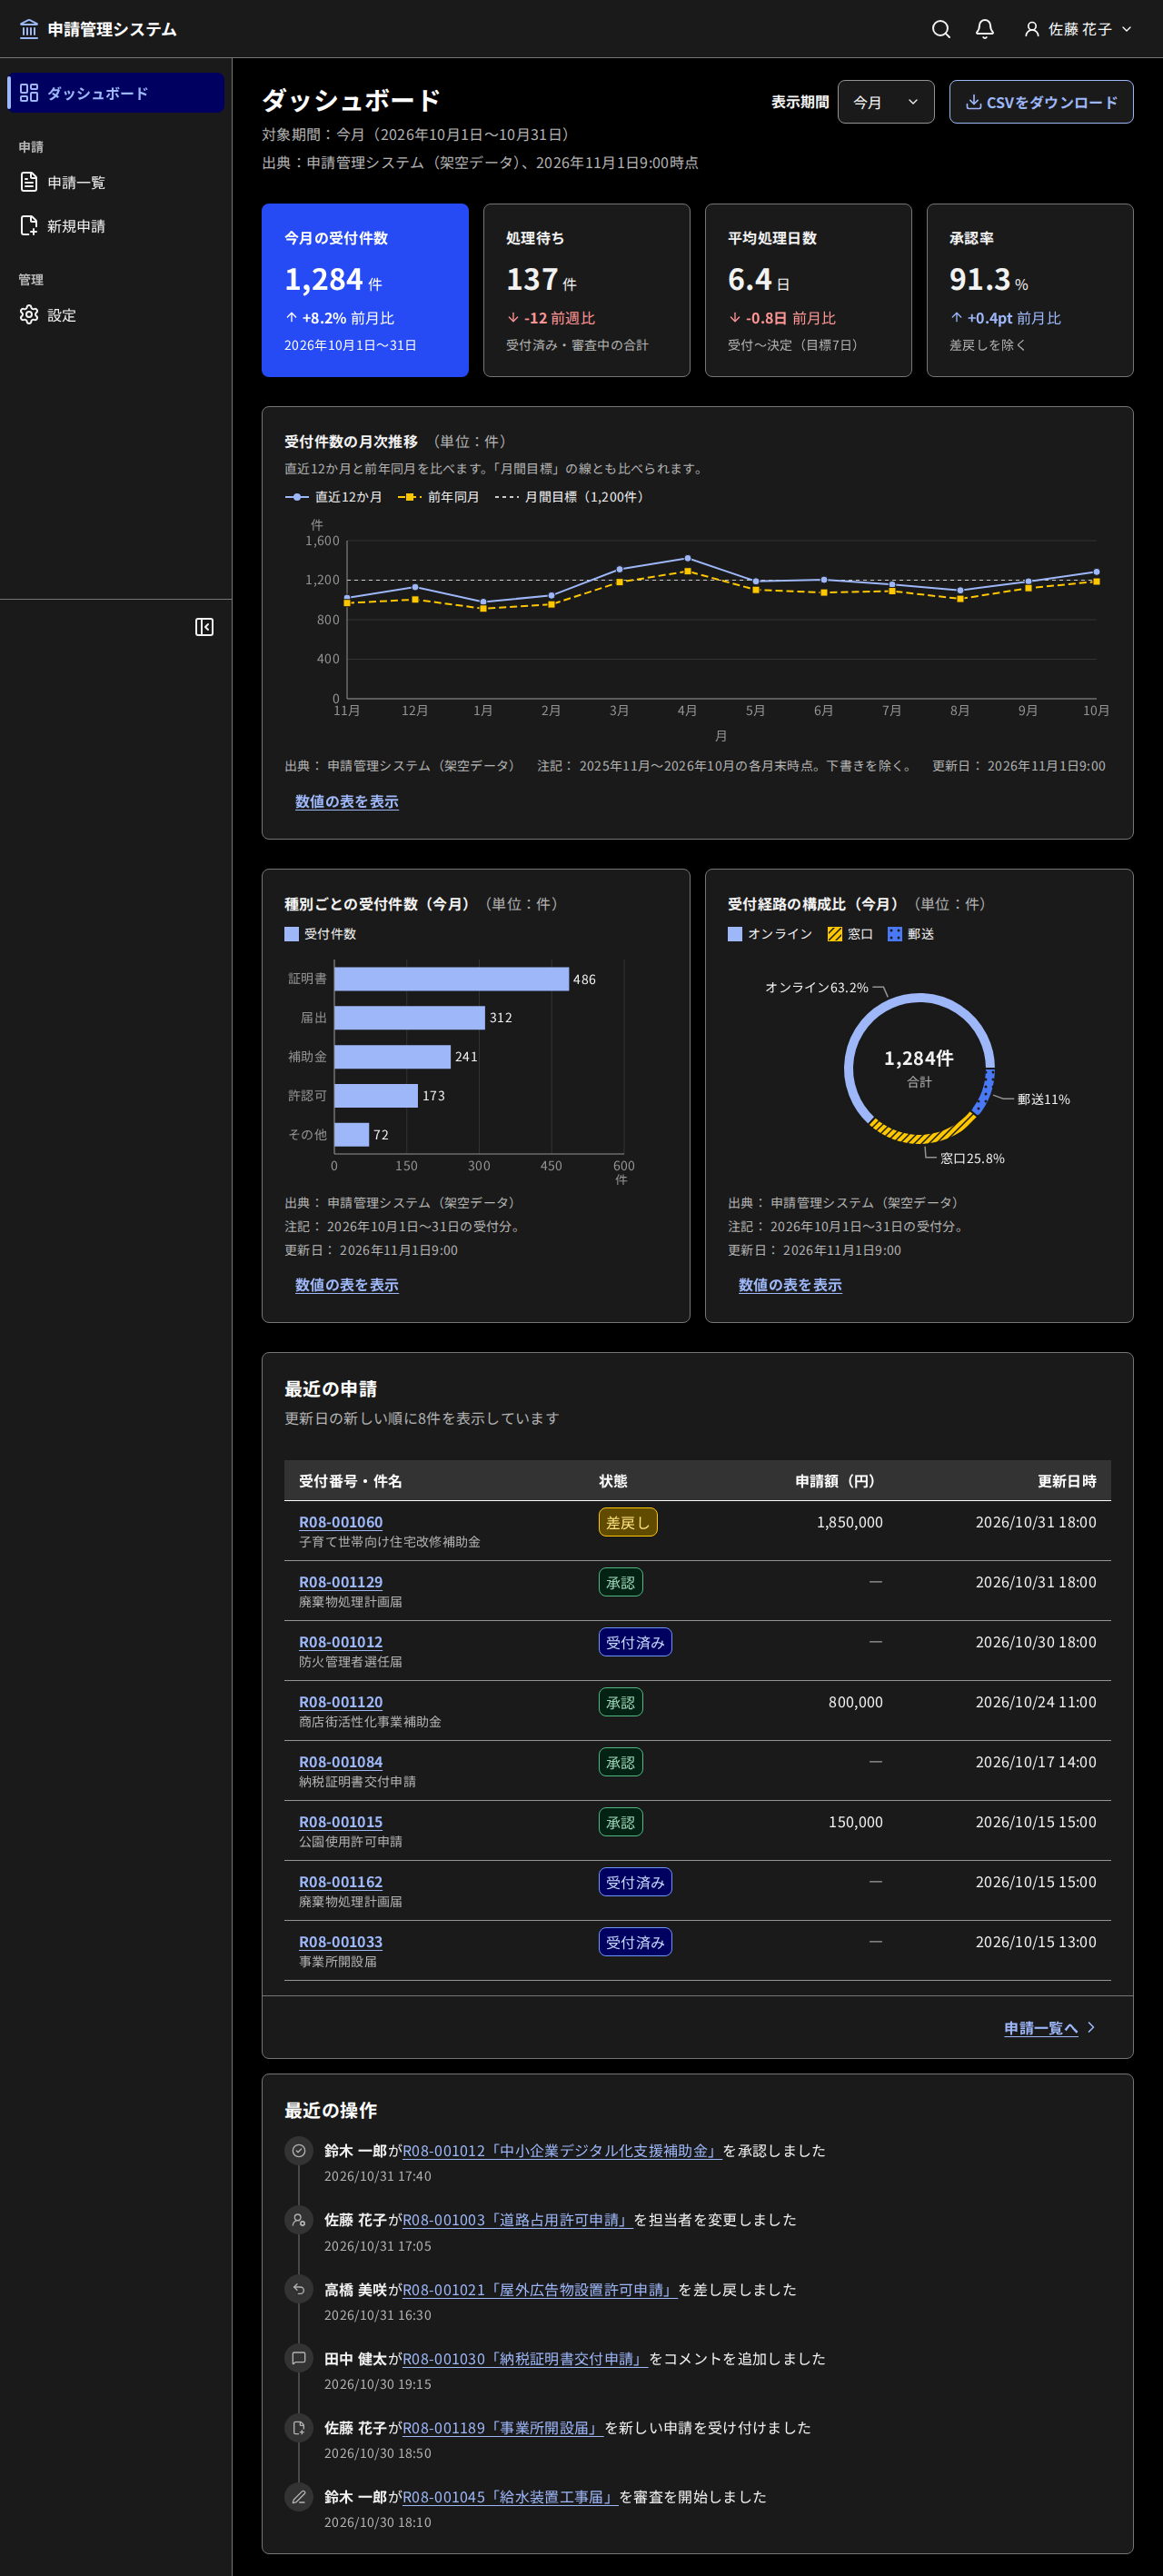 申請管理システム
佐藤 花子
ダッシュボード
申請
申請一覧
新規申請
管理
設定
ダッシュボード
対象期間：今月（2026年10月1日～10月31日）
出典：申請管理システム（架空データ）、2026年11月1日9:00時点
表示期間
今月
CSVをダウンロード
今月の受付件数
1,284 件
+8.2% 前月比
2026年10月1日～31日
処理待ち
137 件
-12 前週比
受付済み・審査中の合計
平均処理日数
6.4 日
-0.8日 前月比
受付～決定（目標7日）
承認率
91.3 %
+0.4pt 前月比
差戻しを除く
受付件数の月次推移 （単位：件）
直近12か月と前年同月を比べます。「月間目標」の線とも比べられます。
直近12か月 前年同月 月間目標（1,200件）
件
1,600
1,200
800
400
0
11月 12月 1月 2月 3月 4月 5月 6月 7月 8月 9月 10月
月
出典： 申請管理システム（架空データ） 注記： 2025年11月～2026年10月の各月末時点。下書きを除く。 更新日： 2026年11月1日9:00
数値の表を表示
種別ごとの受付件数（今月）（単位：件）
受付件数
証明書 486
届出 312
補助金 241
許認可 173
その他 72
0 150 300 450 600
件
出典： 申請管理システム（架空データ）
注記： 2026年10月1日～31日の受付分。
更新日： 2026年11月1日9:00
数値の表を表示
受付経路の構成比（今月）（単位：件）
オンライン 窓口 郵送
オンライン63.2%
1,284件
合計
郵送11%
窓口25.8%
出典： 申請管理システム（架空データ）
注記： 2026年10月1日～31日の受付分。
更新日： 2026年11月1日9:00
数値の表を表示
最近の申請
更新日の新しい順に8件を表示しています
受付番号・件名 状態 申請額（円） 更新日時
R08-001060 差戻し 1,850,000 2026/10/31 18:00
子育て世帯向け住宅改修補助金
R08-001129 承認 — 2026/10/31 18:00
廃棄物処理計画届
R08-001012 受付済み — 2026/10/30 18:00
防火管理者選任届
R08-001120 承認 800,000 2026/10/24 11:00
商店街活性化事業補助金
R08-001084 承認 — 2026/10/17 14:00
納税証明書交付申請
R08-001015 承認 150,000 2026/10/15 15:00
公園使用許可申請
R08-001162 受付済み — 2026/10/15 15:00
廃棄物処理計画届
R08-001033 受付済み — 2026/10/15 13:00
事業所開設届
申請一覧へ
最近の操作
鈴木 一郎がR08-001012「中小企業デジタル化支援補助金」を承認しました
2026/10/31 17:40
佐藤 花子がR08-001003「道路占用許可申請」を担当者を変更しました
2026/10/31 17:05
高橋 美咲がR08-001021「屋外広告物設置許可申請」を差し戻しました
2026/10/31 16:30
田中 健太がR08-001030「納税証明書交付申請」をコメントを追加しました
2026/10/30 19:15
佐藤 花子がR08-001189「事業所開設届」を新しい申請を受け付けました
2026/10/30 18:50
鈴木 一郎がR08-001045「給水装置工事届」を審査を開始しました
2026/10/30 18:10